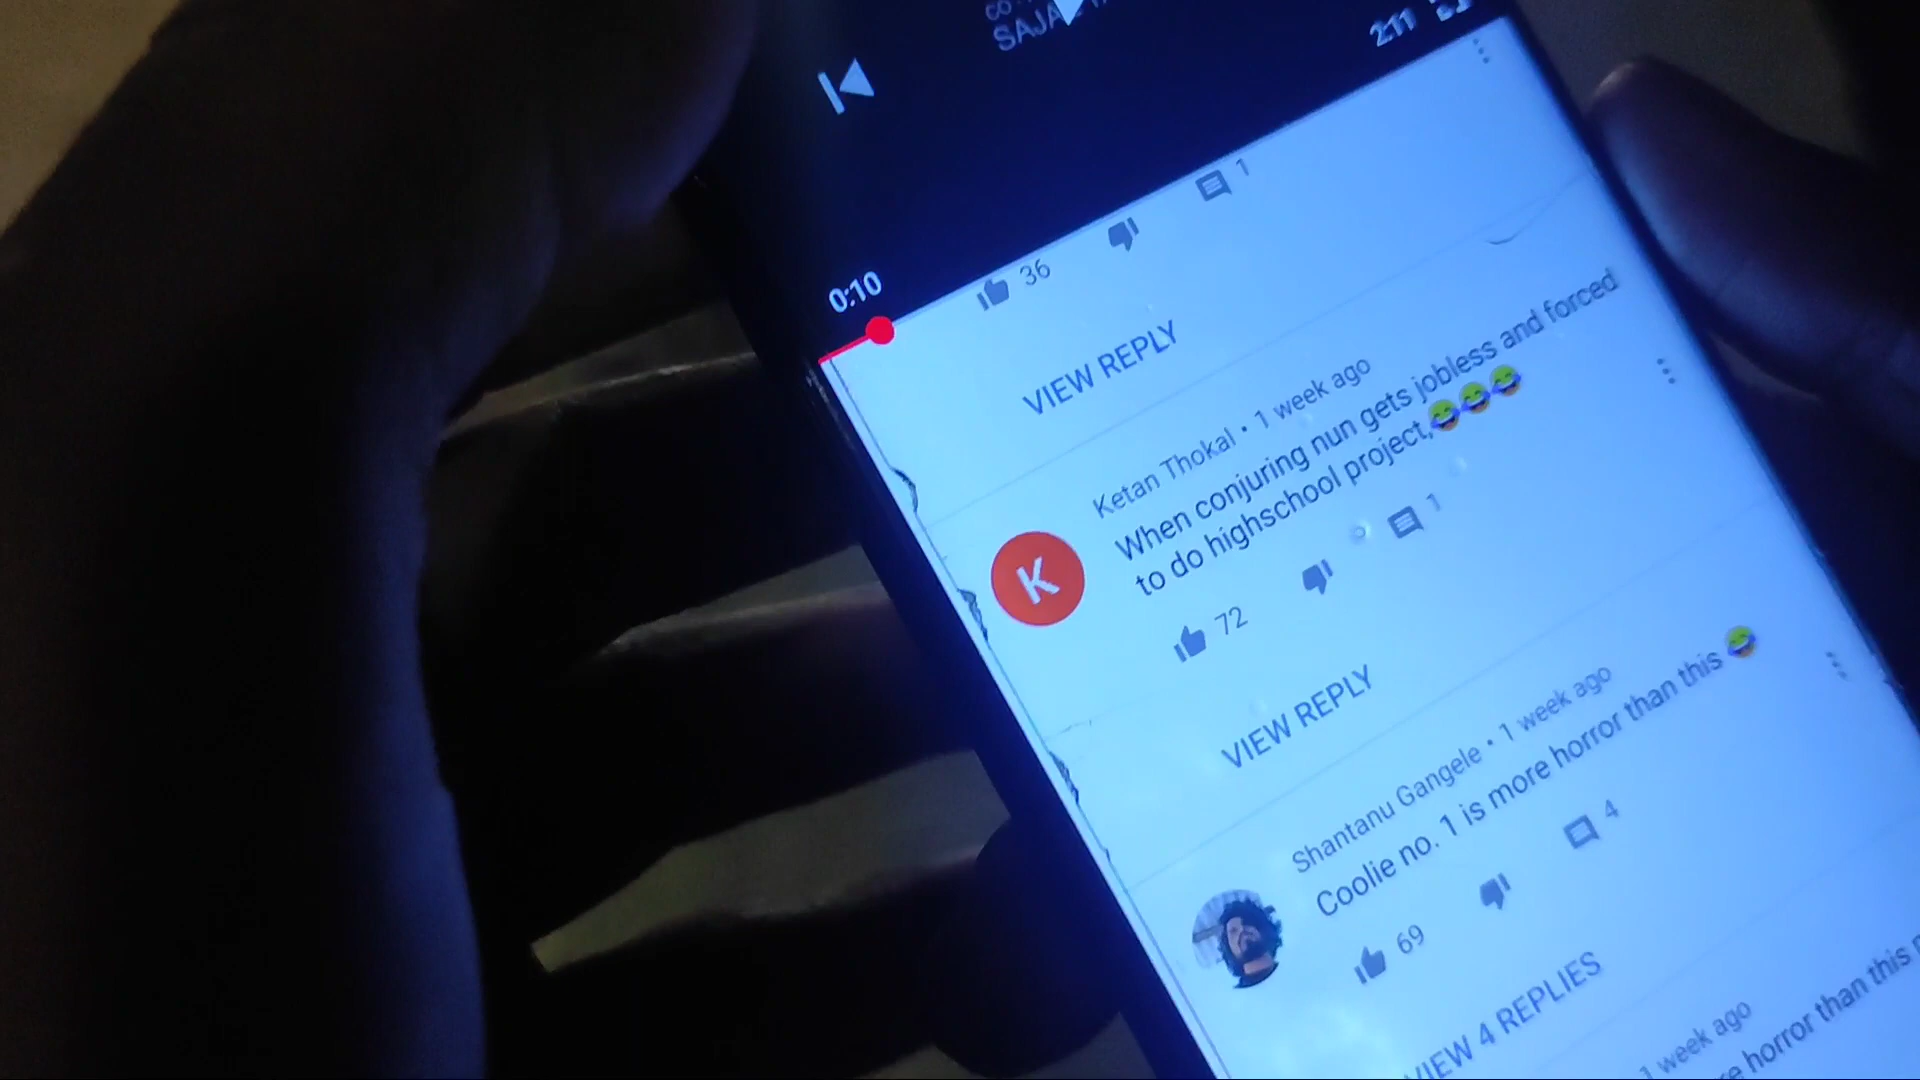 SAJA
2:11
0:10
36
1
VIEW REPLY
Ketan Thokal • 1 week ago
When conjuring nun gets jobless and forced
to do highschool project,😂😂😂
K
72
1
VIEW REPLY
Shantanu Gangele • 1 week ago
Coolie no. 1 is more horror than this 😂
69
4
VIEW 4 REPLIES
1 week ago
horror than this